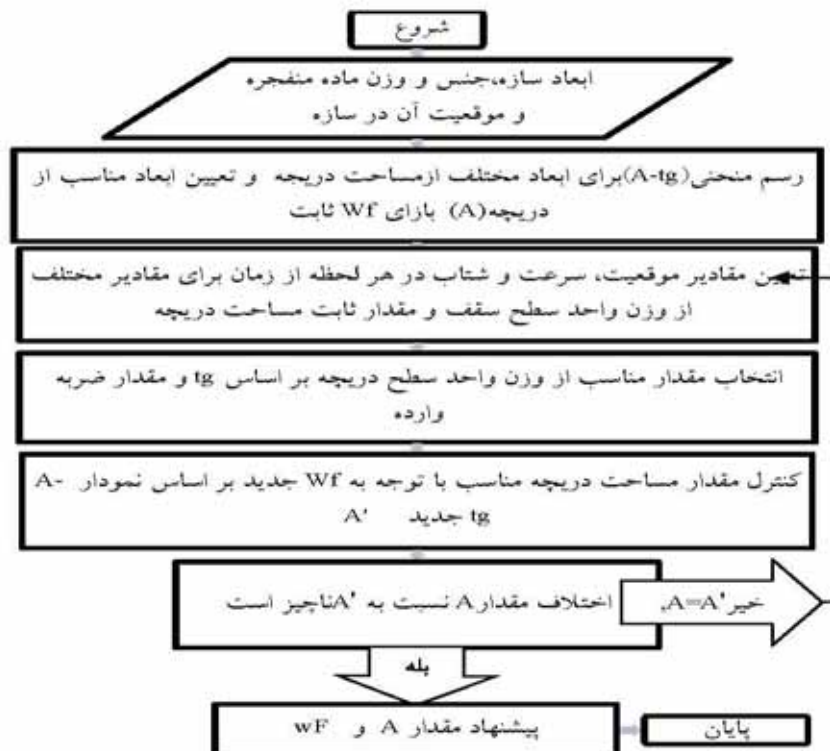 شروع
ابعاد سازه،جنس و وزن ماده منفجره
و موقعیت آن در سازه
رسم منحنی(A-tg)برای ابعاد مختلف ازمساحت دریچه و تعیین ابعاد مناسب از
دریچه(A) بازای Wf ثابت
تعیین مقادیر موقعیت، سرعت و شتاب در هر لحظه از زمان برای مقادیر مختلف
از وزن واحد سطح سقف و مقدار ثابت مساحت دریچه
انتخاب مقدار مناسب از وزن واحد سطح دریچه بر اساس tg و مقدار ضربه
وارده
کنترل مقدار مساحت دریچه مناسب با توجه به Wf جدید بر اساس نمودار A-
tg جدید A'
اختلاف مقدارA نسبت به A'ناچیز است
خیرA=A',
بله
پیشنهاد مقدار A و wF
پایان